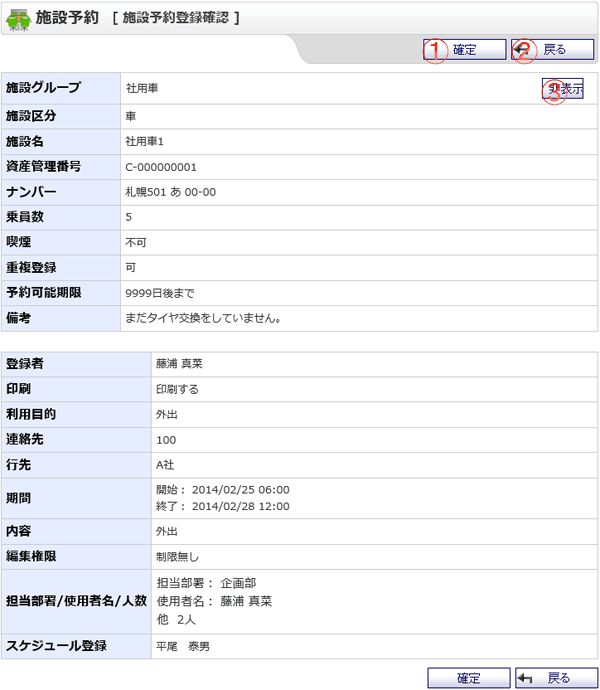 施設予約 [ 施設予約登録確認 ]
① 確定 ② 戻る
施設グループ 社用車 ③ 非表示
施設区分 車
施設名 社用車1
資産管理番号 C-000000001
ナンバー 札幌501 あ 00-00
乗員数 5
喫煙 不可
重複登録 可
予約可能期限 9999日後まで
備考 まだタイヤ交換をしていません。
登録者 藤浦 真菜
印刷 印刷する
利用目的 外出
連絡先 100
行先 A社
期間 開始： 2014/02/25 06:00
終了： 2014/02/28 12:00
内容 外出
編集権限 制限無し
担当部署/使用者名/人数 担当部署： 企画部
使用者名： 藤浦 真菜
他 2人
スケジュール登録 平尾　泰男
確定 戻る